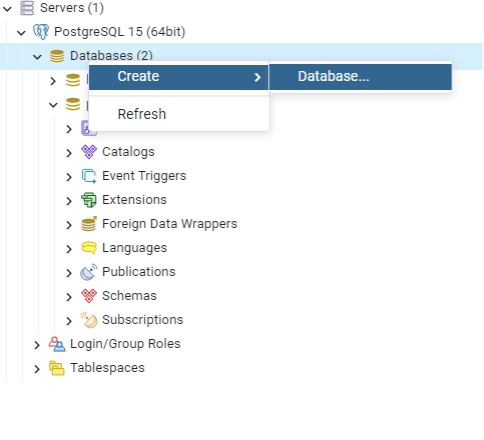 Servers (1)
PostgreSQL 15 (64bit)
Databases (2)
Create
Database...
Refresh
Catalogs
Event Triggers
Extensions
Foreign Data Wrappers
Languages
Publications
Schemas
Subscriptions
Login/Group Roles
Tablespaces